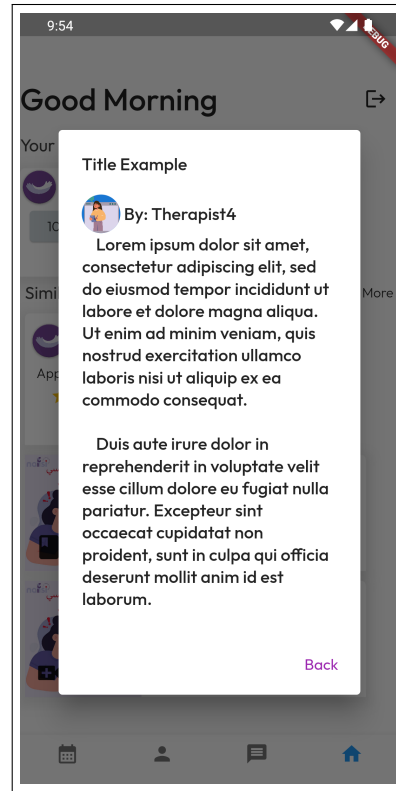 9:54
Good Morning
Your
10
Simil
More
App
Title Example
By: Therapist4
Lorem ipsum dolor sit amet,
consectetur adipiscing elit, sed
do eiusmod tempor incididunt ut
labore et dolore magna aliqua.
Ut enim ad minim veniam, quis
nostrud exercitation ullamco
laboris nisi ut aliquip ex ea
commodo consequat.
Duis aute irure dolor in
reprehenderit in voluptate velit
esse cillum dolore eu fugiat nulla
pariatur. Excepteur sint
occaecat cupidatat non
proident, sunt in culpa qui officia
deserunt mollit anim id est
laborum.
Back